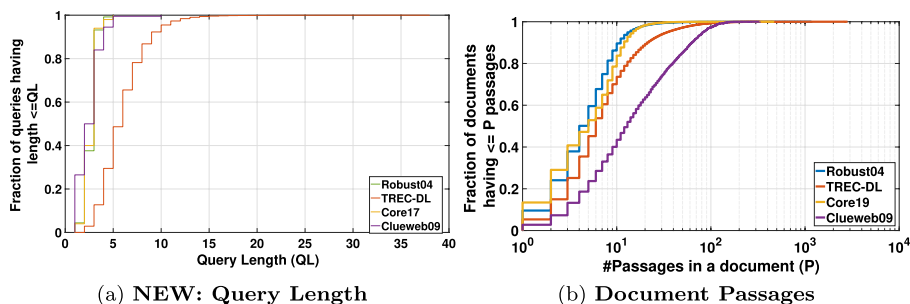 Fraction of queries having
length <=QL
1
0.8
0.6
0.4
0.2
0
0
5
10
15
20
25
30
35
40
Query Length (QL)
Robust04
TREC-DL
Core17
Clueweb09
(a) NEW: Query Length
Fraction of documents
having <= P passages
1
0.8
0.6
0.4
0.2
0
10^0
10^1
10^2
10^3
10^4
#Passages in a document (P)
Robust04
TREC-DL
Core19
Clueweb09
(b) Document Passages